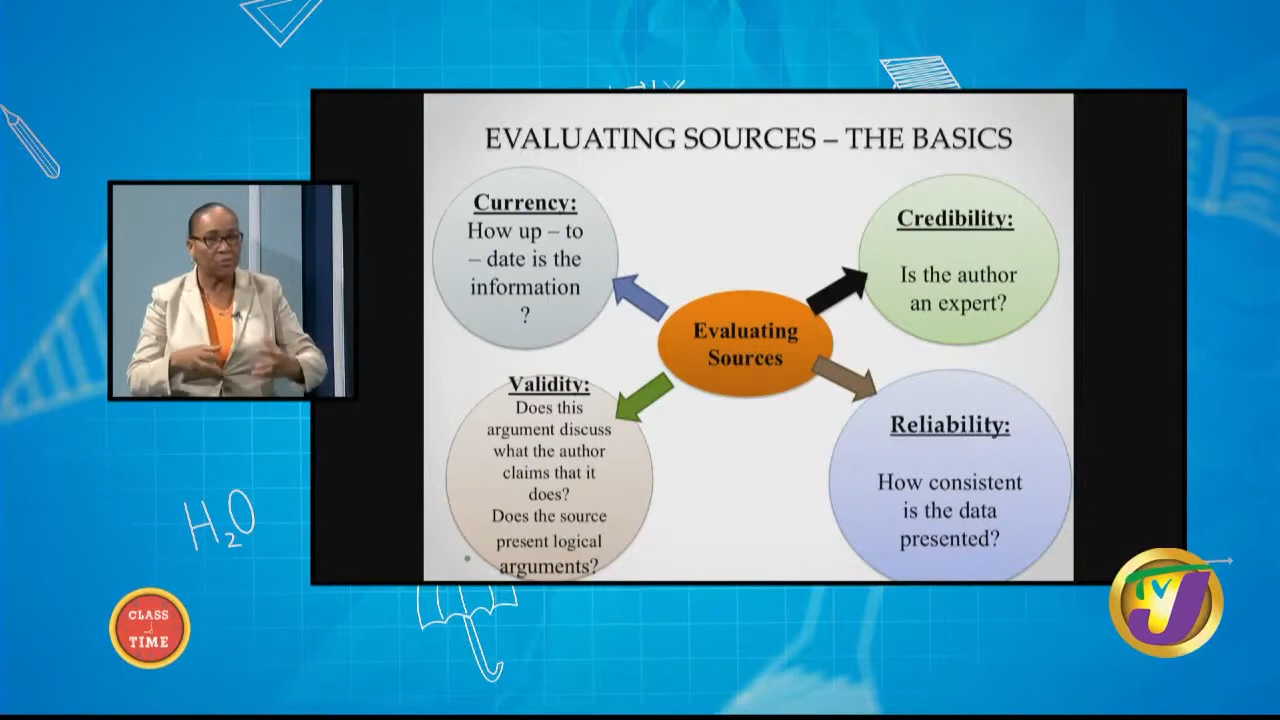 EVALUATING SOURCES – THE BASICS
Currency:
How up – to
– date is the
information
?
Credibility:
Is the author
an expert?
Evaluating
Sources
Validity:
Does this
argument discuss
what the author
claims that it
does?
Does the source
present logical
arguments?
Reliability:
How consistent
is the data
presented?
H₂O
CLASS
TIME
TVJ